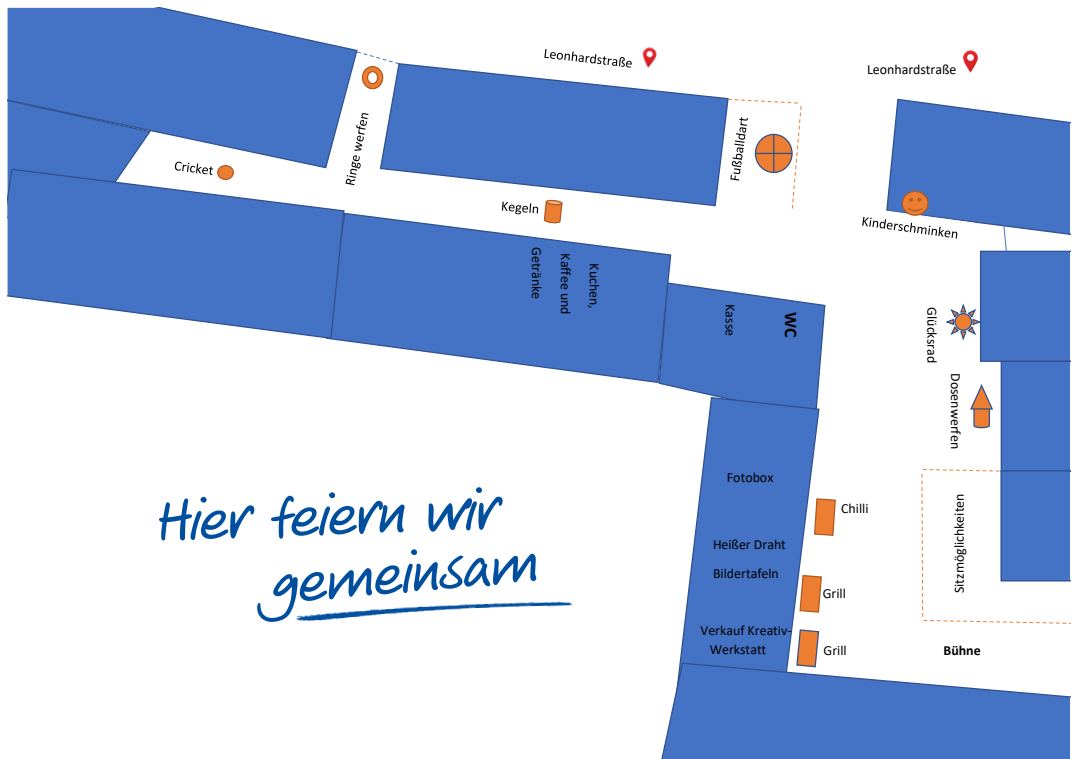 Leonhardstraße
Leonhardstraße
Ringe werfen
Fußballdart
Cricket
Kegeln
Kinderschminken
Kuchen,
Kaffee und
Getränke
Kasse
WC
Glücksrad
Dosenwerfen
Fotobox
Chilli
Sitzmöglichkeiten
Heißer Draht
Bildertafeln
Grill
Verkauf Kreativ-
Werkstatt
Grill
Bühne
Hier feiern wir
gemeinsam